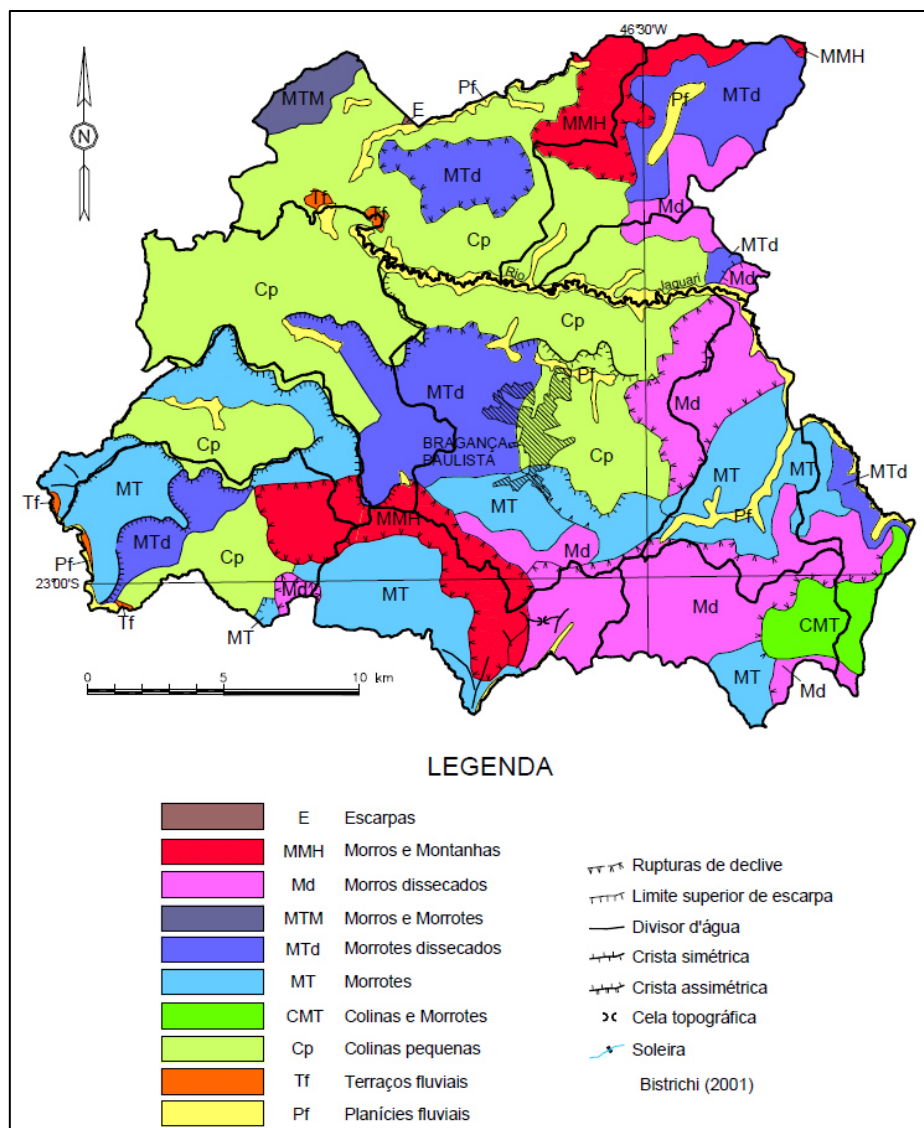 46°30'W
MMH
MTM
Pf
E
MMH
Pf
MTd
MTd
Tf
Tf
Md
Cp
MTd
Md
Rio
Jaguari
Cp
Cp
MTd
Pf
Md
BRAGANÇA
PAULISTA
Cp
Cp
MT
MT
MT
MTd
Tf
MT
MMH
Pf
MTd
Md
Pf
Cp
23°00'S
Md
MT
Md
CMT
Tf
MT
MT
Md
N
0 5 10 km
LEGENDA
E Escarpas
MMH Morros e Montanhas
Md Morros dissecados
MTM Morros e Morrotes
MTd Morrotes dissecados
MT Morrotes
CMT Colinas e Morrotes
Cp Colinas pequenas
Tf Terraços fluviais
Pf Planícies fluviais
Rupturas de declive
Limite superior de escarpa
Divisor d'água
Crista simétrica
Crista assimétrica
Cela topográfica
Soleira
Bistrichi (2001)